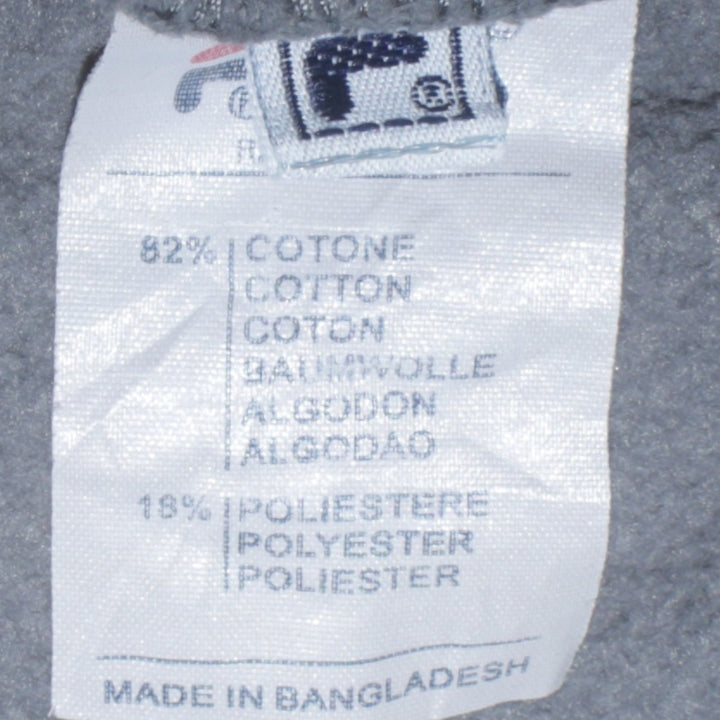 82% COTONE
COTTON
COTON
BAUMWOLLE
ALGODON
ALGODAO
18% POLIESTERE
POLYESTER
POLIESTER
MADE IN BANGLADESH